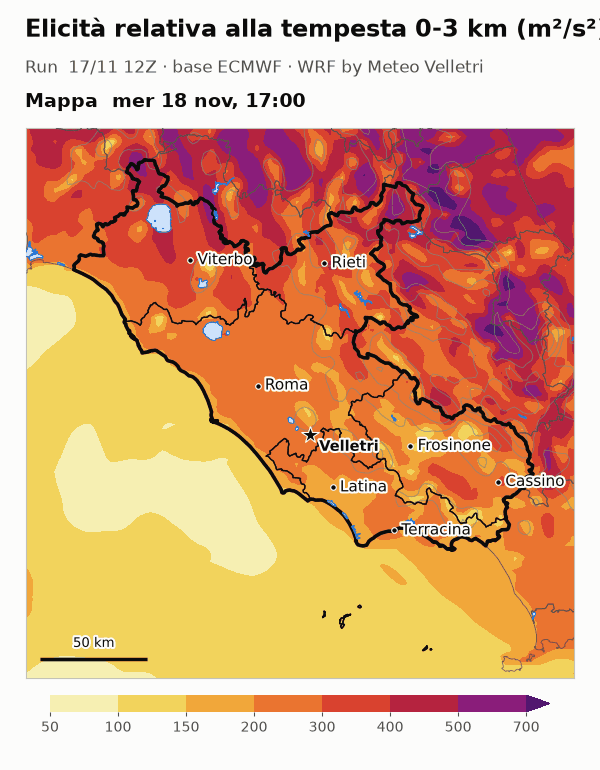 Elicità relativa alla tempesta 0-3 km (m²/s²)
Run 17/11 12Z · base ECMWF · WRF by Meteo Velletri
Mappa mer 18 nov, 17:00
Viterbo
Rieti
Roma
Velletri
Frosinone
Latina
Cassino
Terracina
50 km
50 100 150 200 300 400 500 700